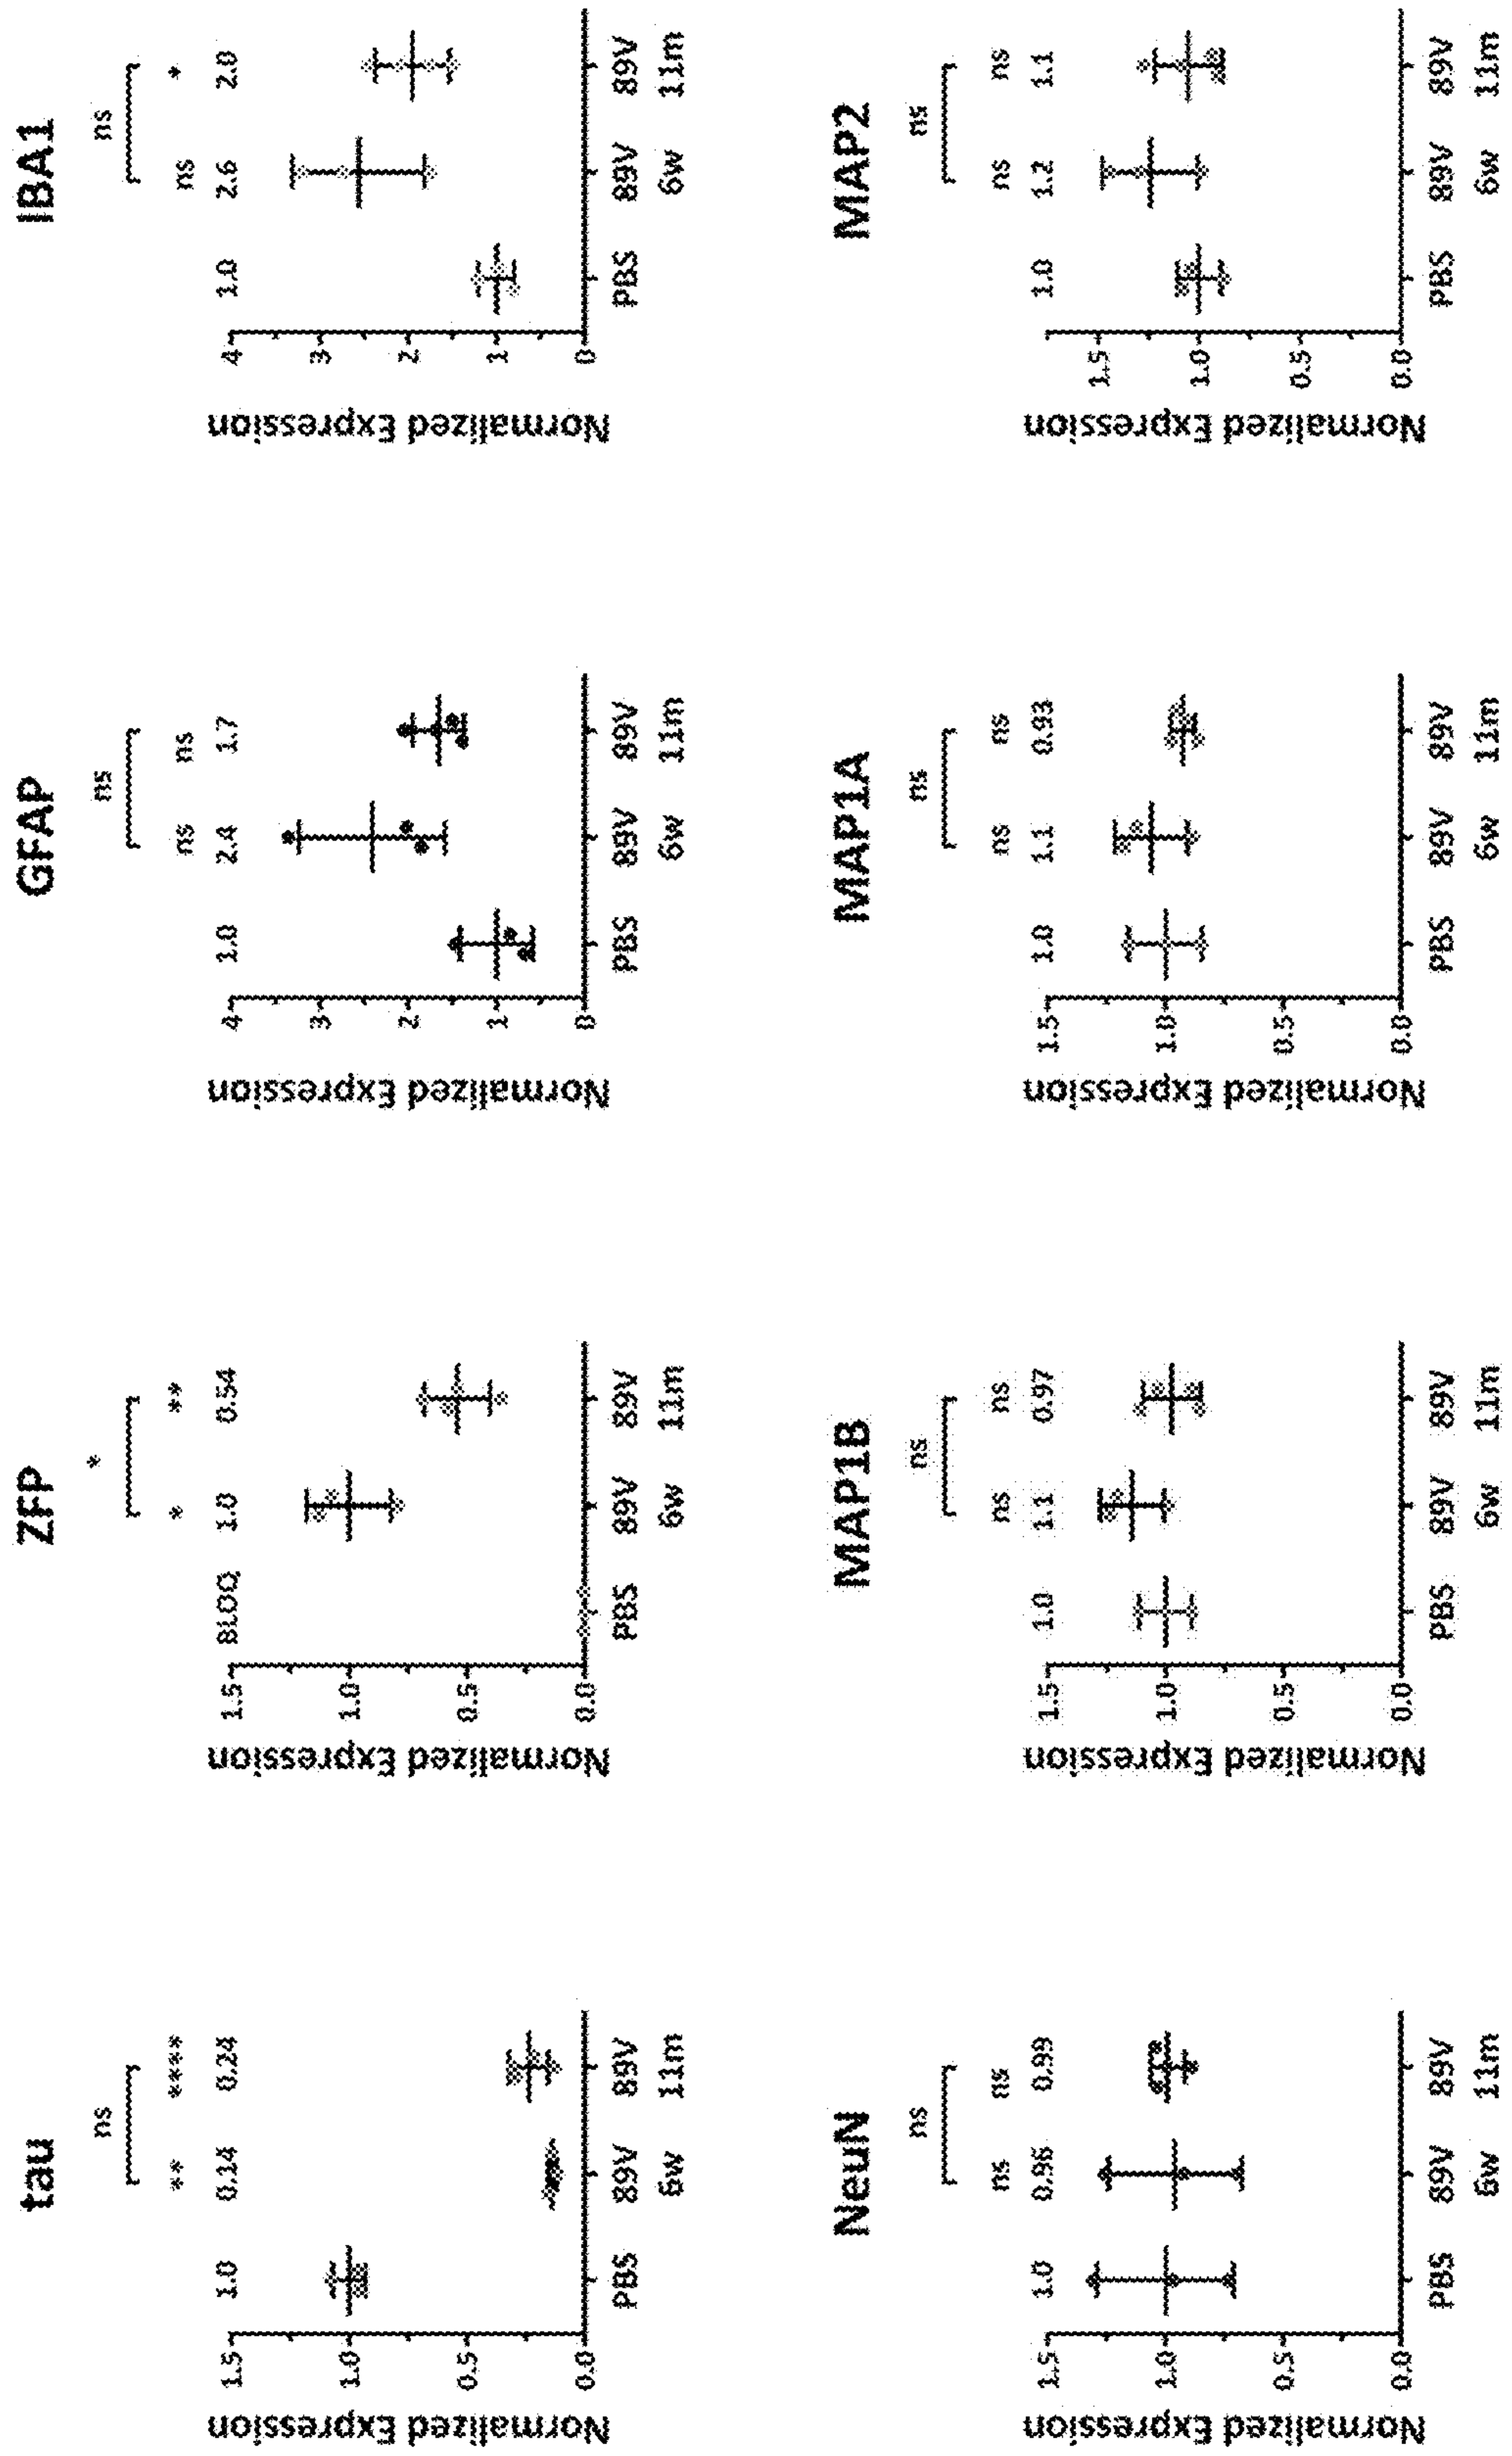 tau
ns
** ****
1.0 0.14 0.24
Normalized Expression
1.5
1.0
0.5
0.0
PBS 89V 89V
6w 11m
ZFP
*
* **
BLOQ 1.0 0.54
Normalized Expression
1.5
1.0
0.5
0.0
PBS 89V 89V
6w 11m
GFAP
ns
ns ns
1.0 2.4 1.7
Normalized Expression
4
3
2
1
0
PBS 89V 89V
6w 11m
IBA1
ns
ns *
1.0 2.6 2.0
Normalized Expression
4
3
2
1
0
PBS 89V 89V
6w 11m
NeuN
ns
ns ns
1.0 0.96 0.99
Normalized Expression
1.5
1.0
0.5
0.0
PBS 89V 89V
6w 11m
MAP1B
ns
ns ns
1.0 1.1 0.97
Normalized Expression
1.5
1.0
0.5
0.0
PBS 89V 89V
6w 11m
MAP1A
ns
ns ns
1.0 1.1 0.93
Normalized Expression
1.5
1.0
0.5
0.0
PBS 89V 89V
6w 11m
MAP2
ns
ns ns
1.0 1.2 1.1
Normalized Expression
1.5
1.0
0.5
0.0
PBS 89V 89V
6w 11m